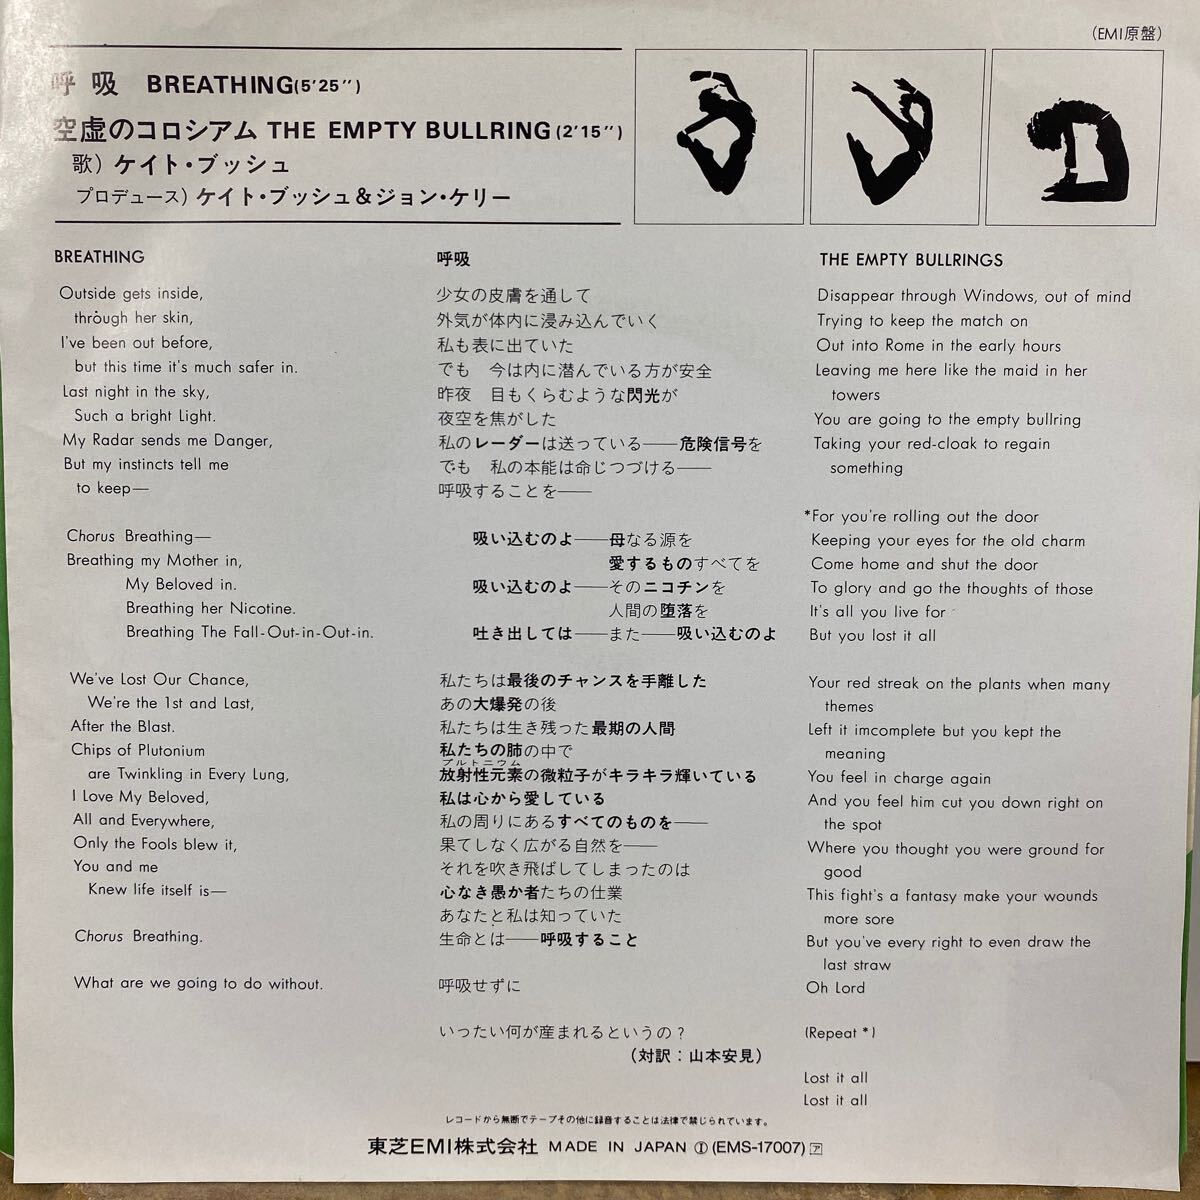 (EMI原盤)
呼吸 BREATHING(5'25")
空虚のコロシアム THE EMPTY BULLRING(2'15")
歌) ケイト・ブッシュ
プロデュース) ケイト・ブッシュ&ジョン・ケリー
BREATHING
Outside gets inside,
through her skin,
I've been out before,
but this time it's much safer in.
Last night in the sky,
Such a bright Light.
My Radar sends me Danger,
But my instincts tell me
to keep—
Chorus Breathing—
Breathing my Mother in,
My Beloved in.
Breathing her Nicotine.
Breathing The Fall-Out-in-Out-in.
We've Lost Our Chance,
We're the 1st and Last,
After the Blast.
Chips of Plutonium
are Twinkling in Every Lung,
I Love My Beloved,
All and Everywhere,
Only the Fools blew it,
You and me
Knew life itself is—
Chorus Breathing.
What are we going to do without.
呼吸
少女の皮膚を通して
外気が体内に浸み込んでいく
私も表に出ていた
でも 今は内に潜んでいる方が安全
昨夜 目もくらむような閃光が
夜空を焦がした
私のレーダーは送っている——危険信号を
でも 私の本能は命じつづける——
呼吸することを——
吸い込むのよ——母なる源を
愛するものすべてを
吸い込むのよ——そのニコチンを
人間の堕落を
吐き出しては——また——吸い込むのよ
私たちは最後のチャンスを手離した
あの大爆発の後
私たちは生き残った最期の人間
私たちの肺の中で
プルトニウム
放射性元素の微粒子がキラキラ輝いている
私は心から愛している
私の周りにあるすべてのものを——
果てしなく広がる自然を——
それを吹き飛ばしてしまったのは
心なき愚か者たちの仕業
あなたと私は知っていた
生命とは——呼吸すること
呼吸せずに
いったい何が産まれるというの?
(対訳:山本安見)
THE EMPTY BULLRINGS
Disappear through Windows, out of mind
Trying to keep the match on
Out into Rome in the early hours
Leaving me here like the maid in her
towers
You are going to the empty bullring
Taking your red-cloak to regain
something
*For you're rolling out the door
Keeping your eyes for the old charm
Come home and shut the door
To glory and go the thoughts of those
It's all you live for
But you lost it all
Your red streak on the plants when many
themes
Left it imcomplete but you kept the
meaning
You feel in charge again
And you feel him cut you down right on
the spot
Where you thought you were ground for
good
This fight's a fantasy make your wounds
more sore
But you've every right to even draw the
last straw
Oh Lord
(Repeat *)
Lost it all
Lost it all
レコードから無断でテープその他に録音することは法律で禁じられています。
東芝EMI株式会社 MADE IN JAPAN Ⓘ (EMS-17007) ア